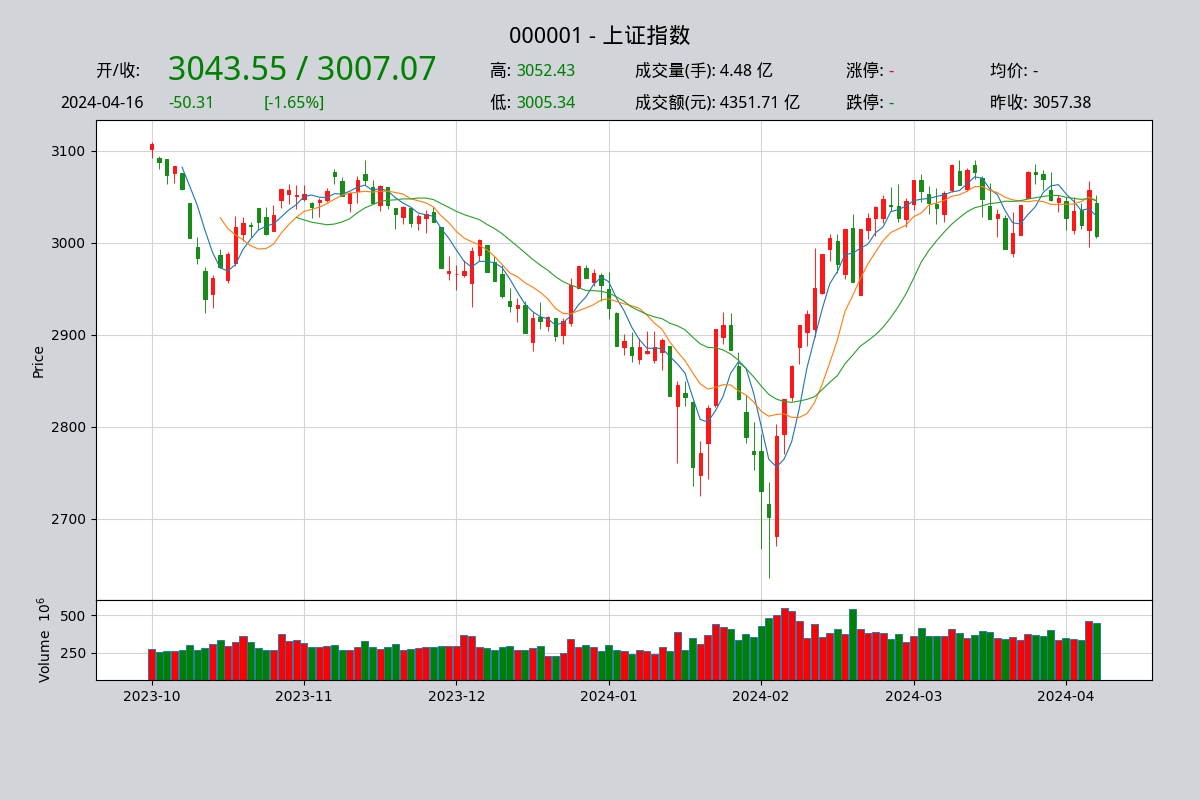 000001 - 上证指数
开/收: 3043.55 / 3007.07 高: 3052.43 成交量(手): 4.48 亿 涨停: - 均价: -
2024-04-16 -50.31 [-1.65%] 低: 3005.34 成交额(元): 4351.71 亿 跌停: - 昨收: 3057.38
3100
3000
2900
2800
2700
Price
500
250
Volume 10^6
2023-10 2023-11 2023-12 2024-01 2024-02 2024-03 2024-04